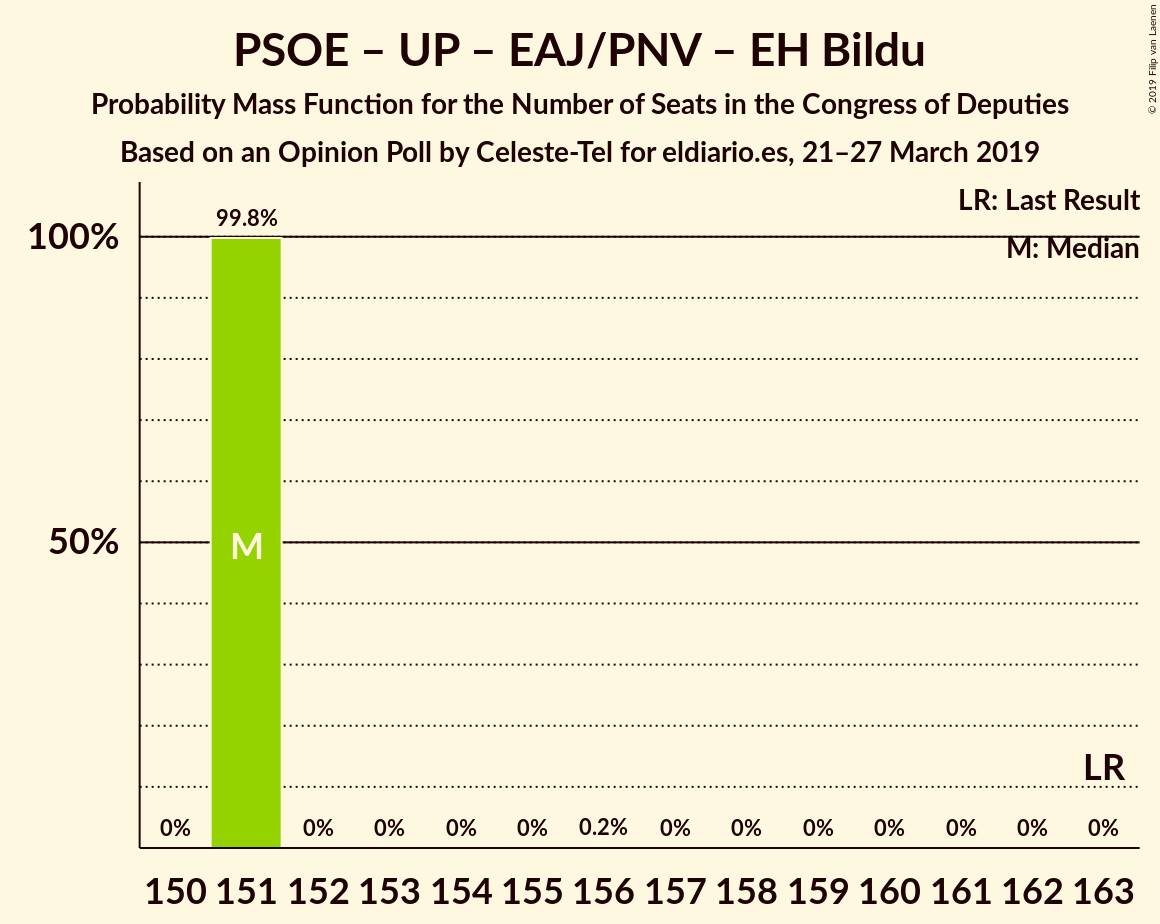 PSOE – UP – EAJ/PNV – EH Bildu
Probability Mass Function for the Number of Seats in the Congress of Deputies
Based on an Opinion Poll by Celeste-Tel for eldiario.es, 21–27 March 2019
© 2019 Filip van Laenen
LR: Last Result
M: Median
99.8%
100%
50%
M
LR
0% 0% 0% 0% 0% 0.2% 0% 0% 0% 0% 0% 0% 0%
150 151 152 153 154 155 156 157 158 159 160 161 162 163